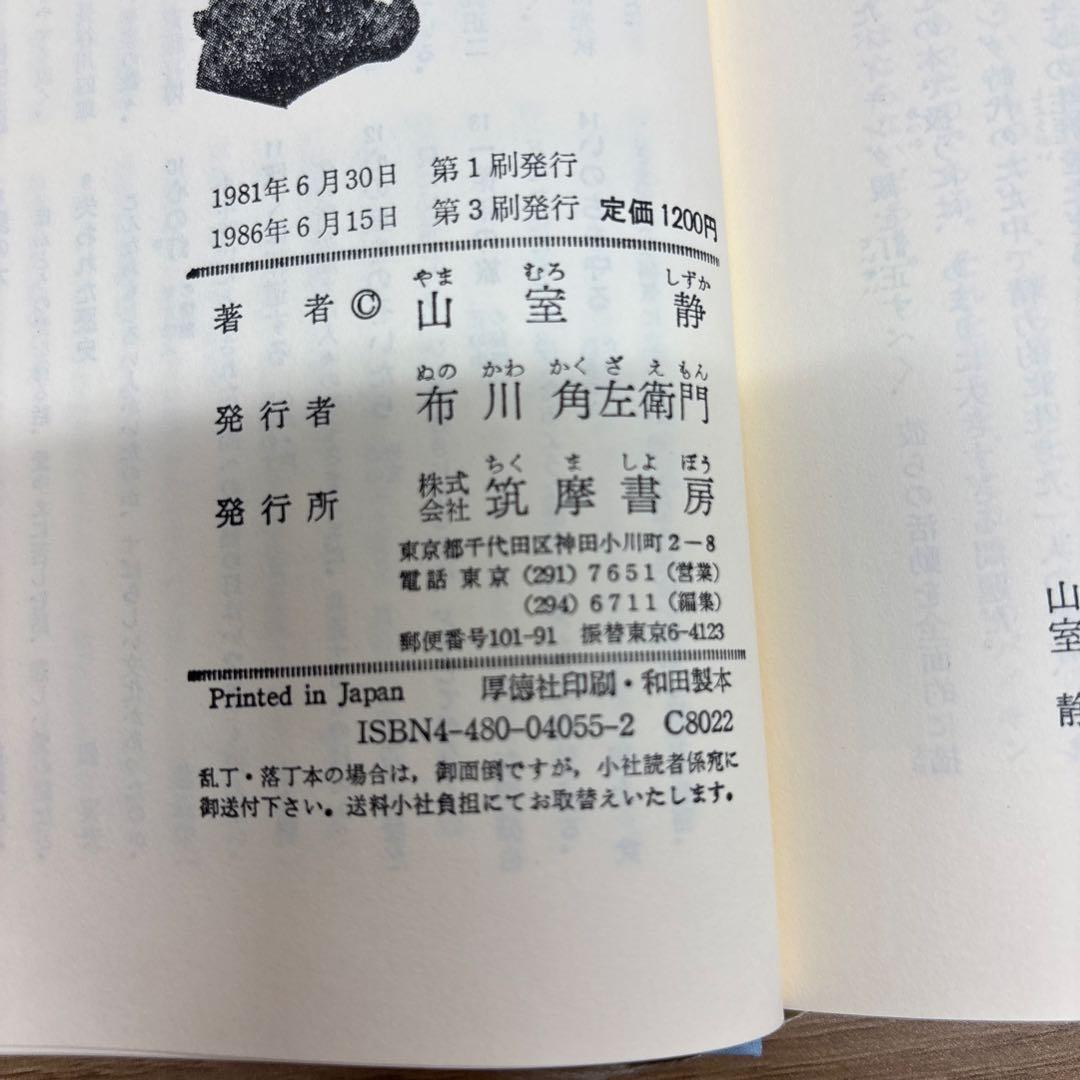 1981年6月30日 第1刷発行
1986年6月15日 第3刷発行 定価1200円
やま むろ しずか
著者© 山室静
ぬの かわ かく ざ え もん
発行者 布川角左衛門
ちく ま しよ ぼう
発行所 株式会社 筑摩書房
東京都千代田区神田小川町2-8
電話 東京 (291) 7651 (営業)
(294) 6711 (編集)
郵便番号101-91 振替東京6-4123
Printed in Japan 厚徳社印刷・和田製本
ISBN4-480-04055-2 C8022
乱丁・落丁本の場合は，御面倒ですが，小社読者係宛に
御送付下さい。送料小社負担にてお取替えいたします。
山室 静